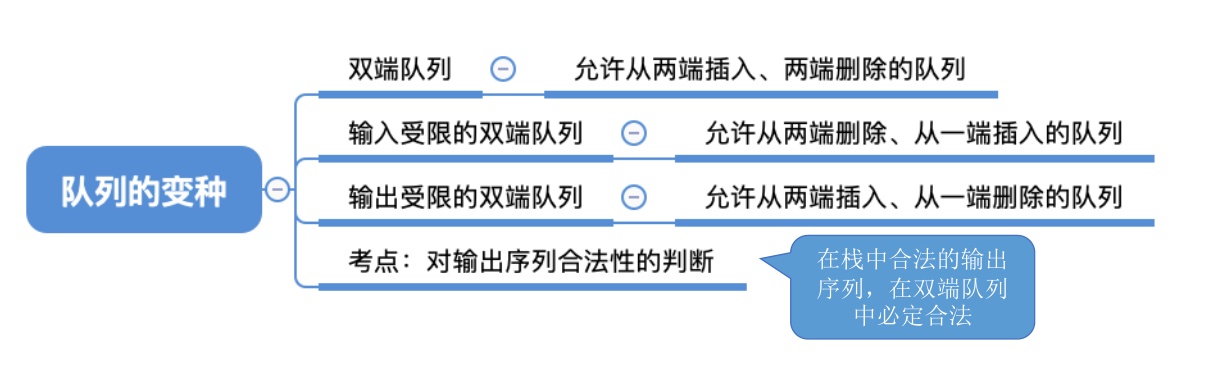 队列的变种
双端队列
允许从两端插入、两端删除的队列
输入受限的双端队列
允许从两端删除、从一端插入的队列
输出受限的双端队列
允许从两端插入、从一端删除的队列
考点：对输出序列合法性的判断
在栈中合法的输出
序列，在双端队列
中必定合法